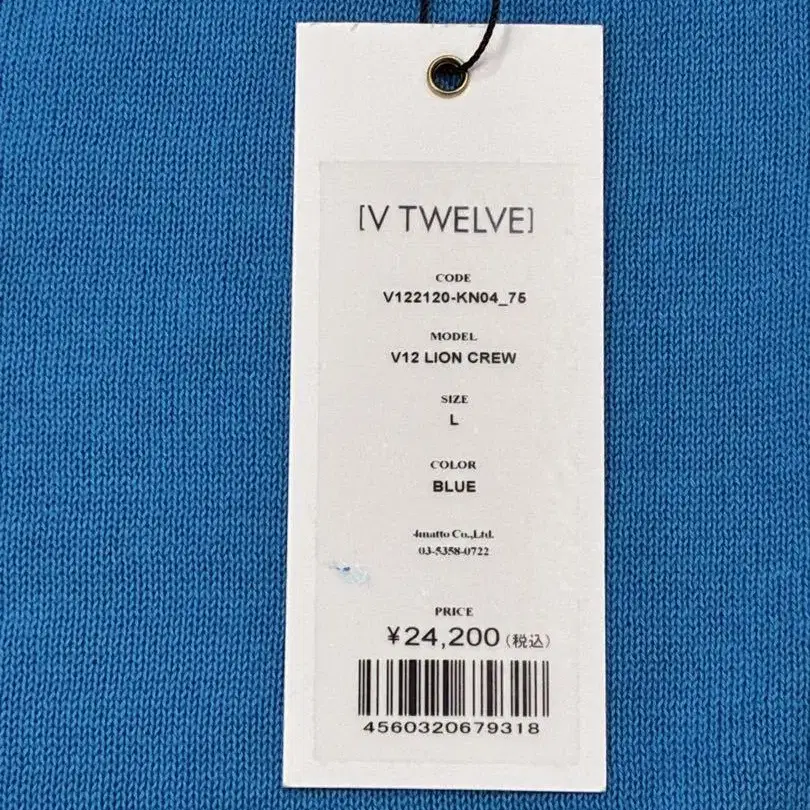 [V TWELVE]
CODE
V122120-KN04_75
MODEL
V12 LION CREW
SIZE
L
COLOR
BLUE
4matto Co.,Ltd.
03-5358-0722
PRICE
¥24,200(税込)
4560320679318